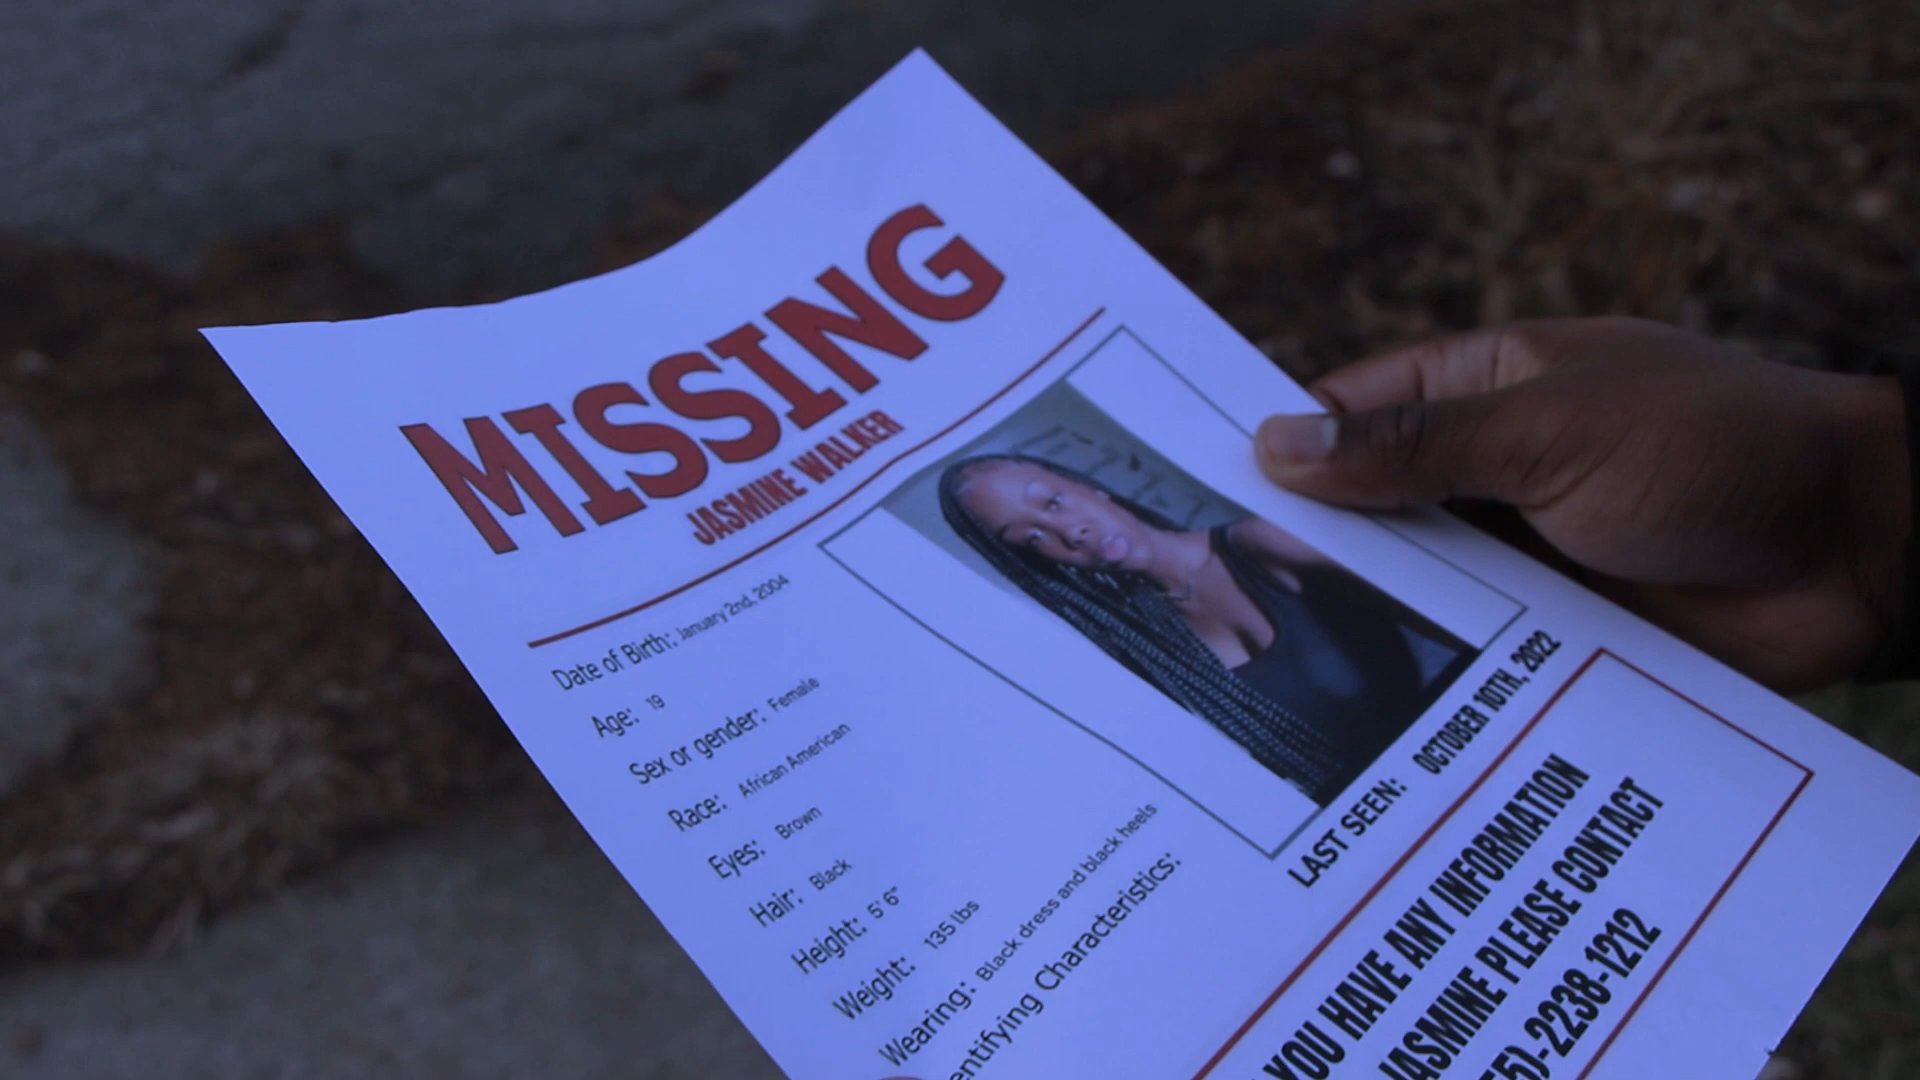 MISSING
JASMINE WALKER
Date of Birth: January 2nd, 2004
Age: 19
Sex or gender: Female
Race: African American
Eyes: Brown
Hair: Black
Height: 5' 6"
Weight: 135 lbs
Wearing: Black dress and black heels
entifying Characteristics:
LAST SEEN: OCTOBER 10TH, 2022
YOU HAVE ANY INFORMATION
JASMINE PLEASE CONTACT
55)-2238-1212